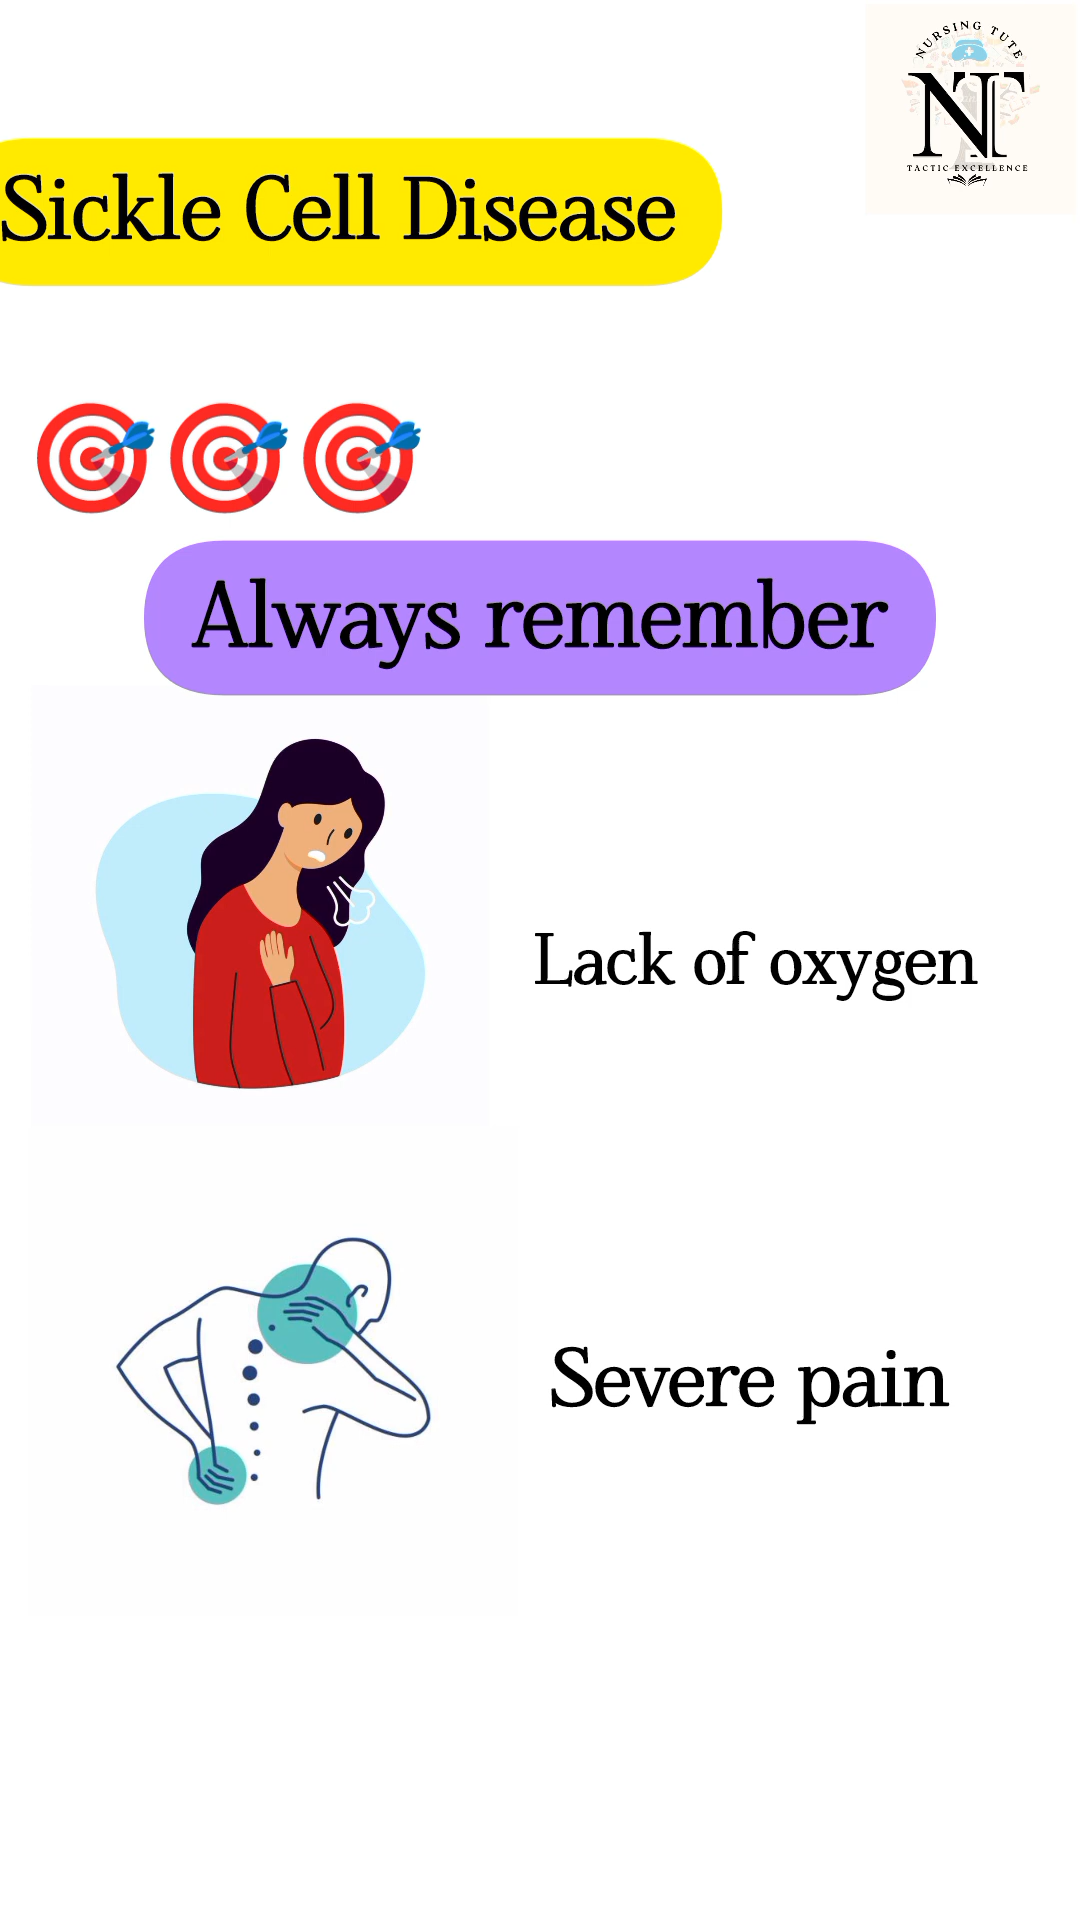 NURSING TUTE
NT
TACTIC EXCELLENCE
Sickle Cell Disease
Always remember
Lack of oxygen
Severe pain